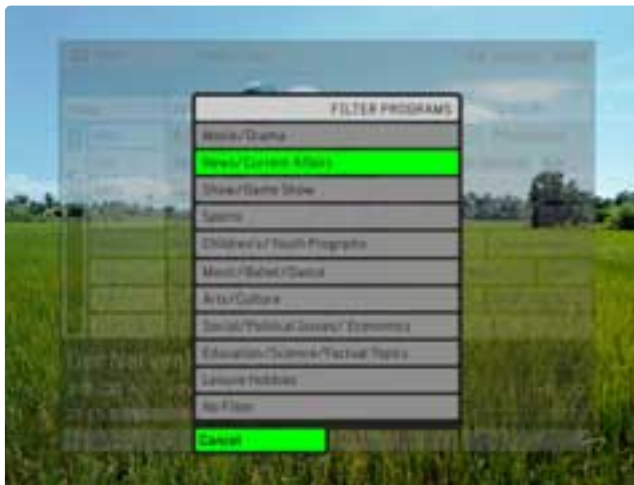 FILTER PROGRAMS
Movie/Drama
News/Current Affairs
Show/Game Show
Sports
Children's/Youth Programs
Music/Ballet/Dance
Arts/Culture
Social/Political Issues/Economics
Education/Science/Factual Topics
Leisure Hobbies
No Filter
Cancel